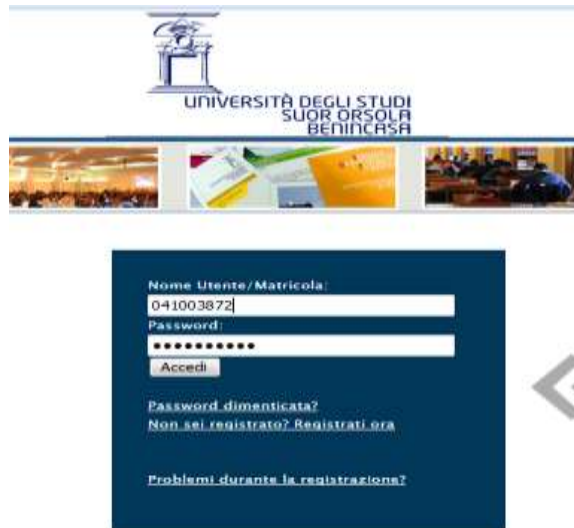 UNIVERSITÀ DEGLI STUDI
SUOR ORSOLA
BENINCASA
Nome Utente/Matricola:
041003872
Password:
••••••••••
Accedi
Password dimenticata?
Non sei registrato? Registrati ora
Problemi durante la registrazione?